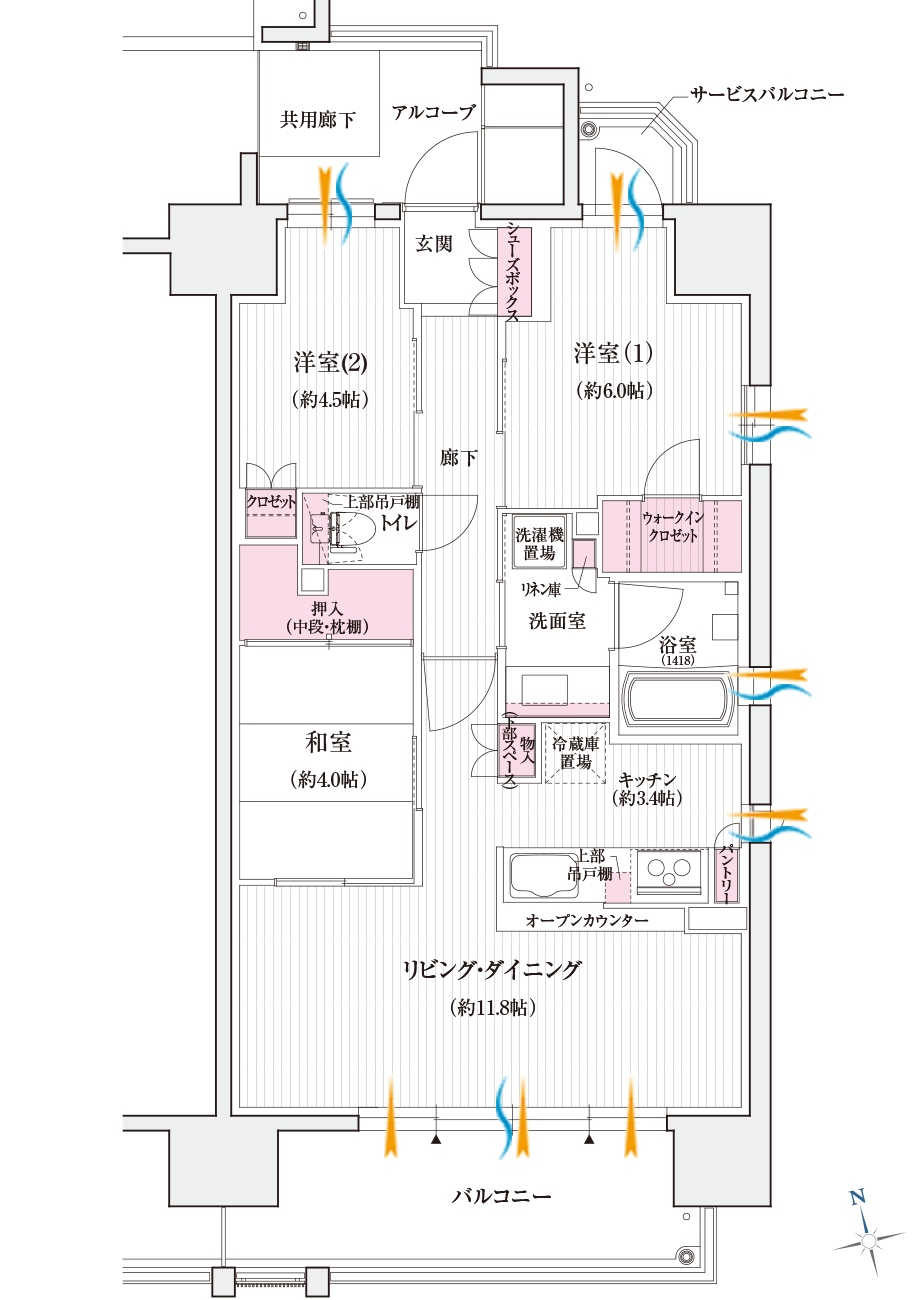 サービスバルコニー
アルコーブ
共用廊下
玄関
シューズボックス
洋室(2)
(約4.5帖)
洋室(1)
(約6.0帖)
廊下
クロゼット
上部吊戸棚
トイレ
洗濯機
置場
ウォークイン
クロゼット
リネン庫
押入
(中段・枕棚)
洗面室
浴室
(1418)
和室
(約4.0帖)
物入
(下部スペース)
冷蔵庫
置場
キッチン
(約3.4帖)
上部
吊戸棚
パントリー
オープンカウンター
リビング・ダイニング
(約11.8帖)
バルコニー
N